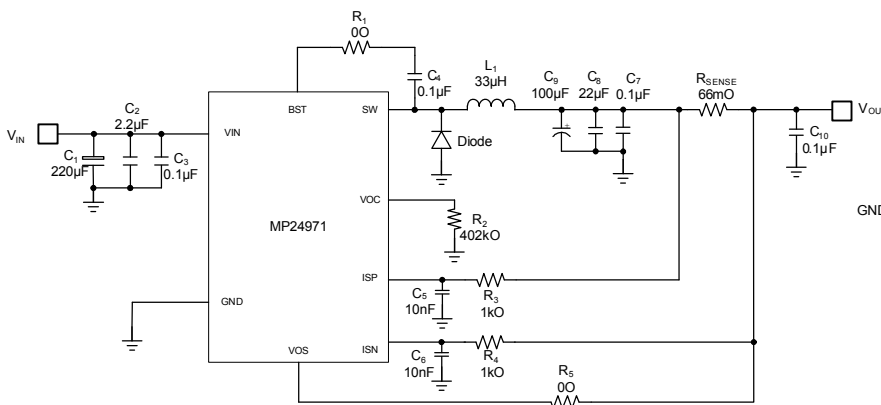 R1
0O
C4
0.1µF
L1
33µH
C9
100µF
C8
22µF
C7
0.1µF
RSENSE
66mO
BST
SW
VIN
C2
2.2µF
VIN
C1
220µF
C3
0.1µF
Diode
VOU
C10
0.1µF
VOC
R2
402kO
GND
MP24971
ISP
C5
10nF
R3
1kO
GND
VOS
ISN
C6
10nF
R4
1kO
R5
0O